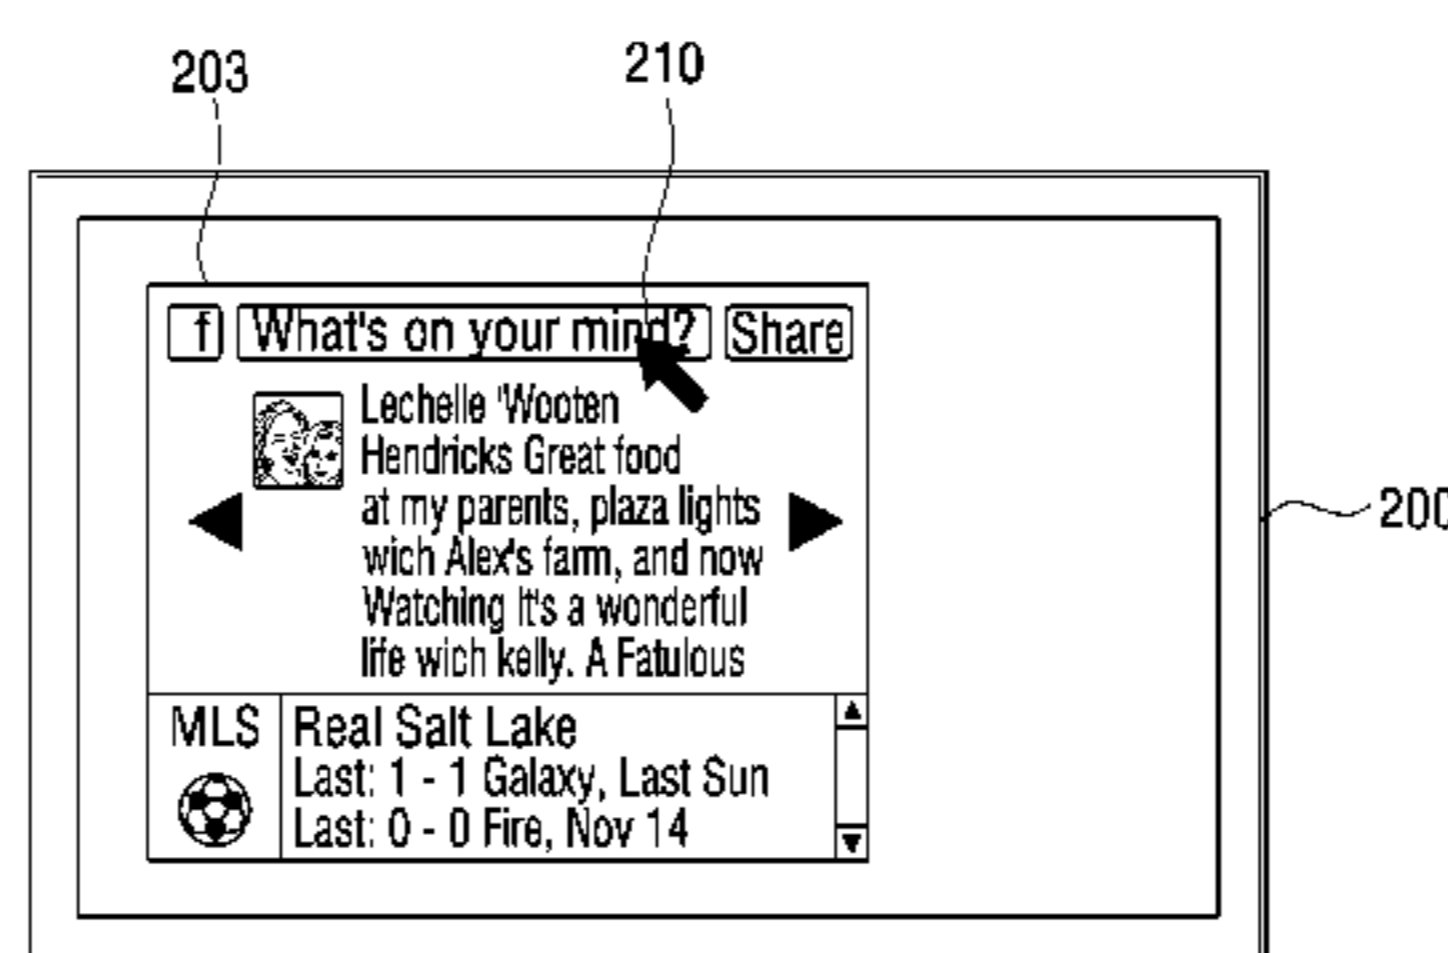 203
210
f What's on your mind? Share
Lechelle 'Wooten
Hendricks Great food
at my parents, plaza lights
wich Alex's farm, and now
Watching It's a wonderful
life wich kelly. A Fatulous
200
MLS
Real Salt Lake
Last: 1 - 1 Galaxy, Last Sun
Last: 0 - 0 Fire, Nov 14